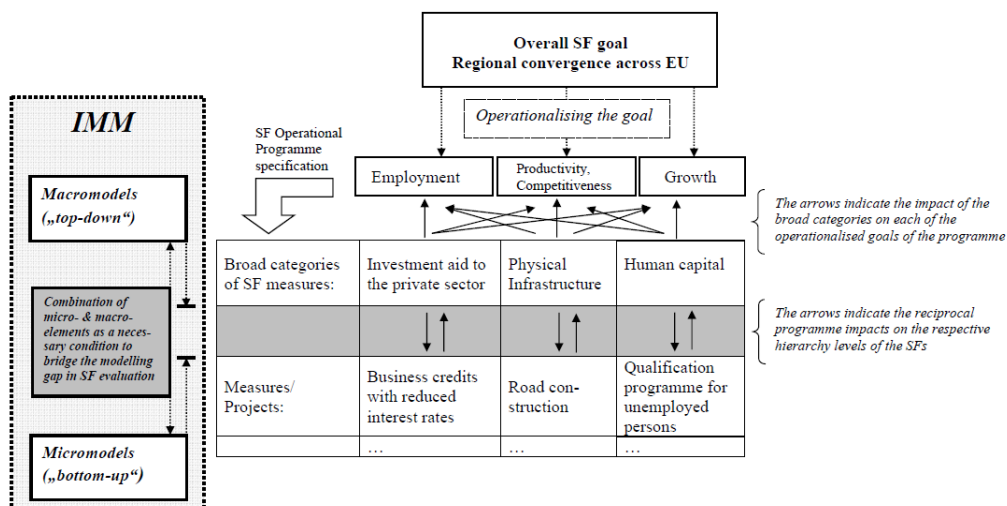 Overall SF goal
Regional convergence across EU
Operationalising the goal
IMM
SF Operational
Programme
specification
Employment
Productivity,
Competitiveness
Growth
Macromodels
(„top-down“)
The arrows indicate the impact of the
broad categories on each of the
operationalised goals of the programme
Broad categories
of SF measures:
Investment aid to
the private sector
Physical
Infrastructure
Human capital
Combination of
micro- & macro-
elements as a neces-
sary condition to
bridge the modelling
gap in SF evaluation
The arrows indicate the reciprocal
programme impacts on the respective
hierarchy levels of the SFs
Measures/
Projects:
Business credits
with reduced
interest rates
Road con-
struction
Qualification
programme for
unemployed
persons
…
…
…
Micromodels
(„bottom-up“)